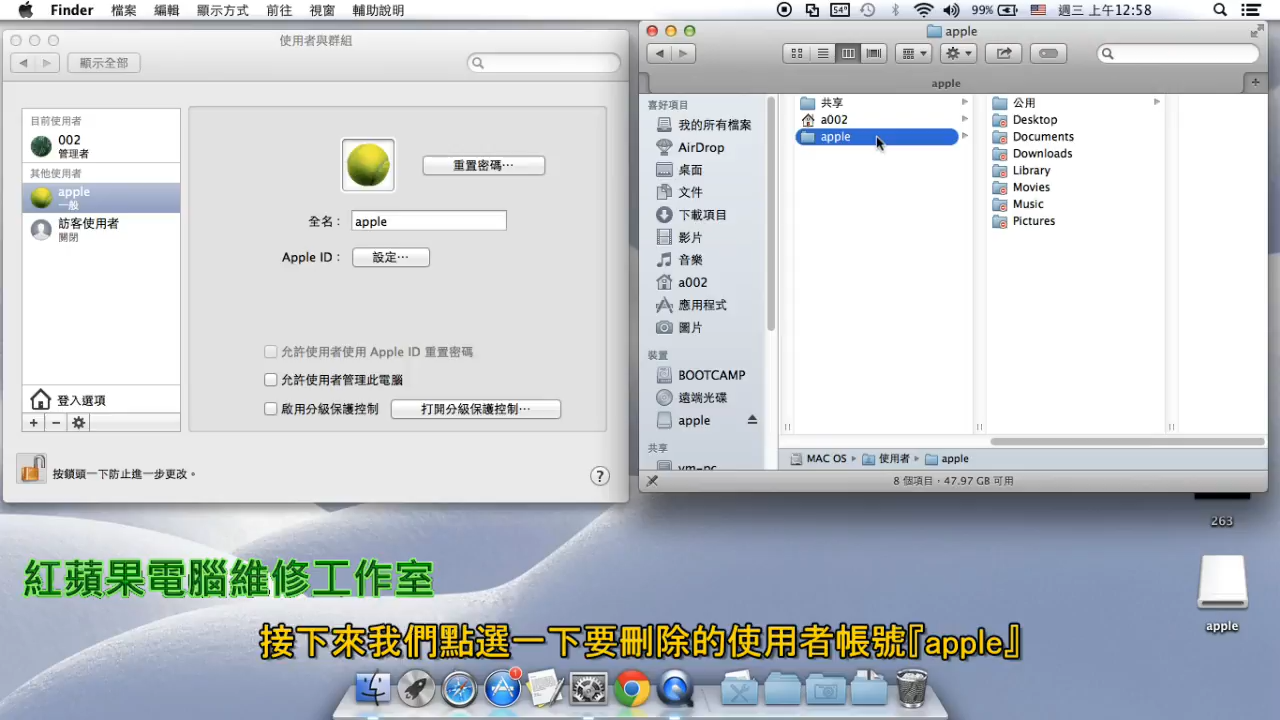 Finder 檔案 編輯 顯示方式 前往 視窗 輔助說明 54° 99% 週三 上午12:58
使用者與群組
顯示全部
目前使用者
002
管理者
其他使用者
apple
一般
訪客使用者
關閉
登入選項
+ −
重置密碼…
全名： apple
Apple ID： 設定…
允許使用者使用 Apple ID 重置密碼
允許使用者管理此電腦
啟用分級保護控制 打開分級保護控制…
按鎖頭一下防止進一步更改。
?
apple
apple
+
喜好項目
我的所有檔案
AirDrop
桌面
文件
下載項目
影片
音樂
a002
應用程式
圖片
裝置
BOOTCAMP
遠端光碟
apple
共享
vm-pc
共享
a002
apple
公用
Desktop
Documents
Downloads
Library
Movies
Music
Pictures
MAC OS ▸ 使用者 ▸ apple
8 個項目，47.97 GB 可用
263
apple
紅蘋果電腦維修工作室
接下來我們點選一下要刪除的使用者帳號『apple』
1